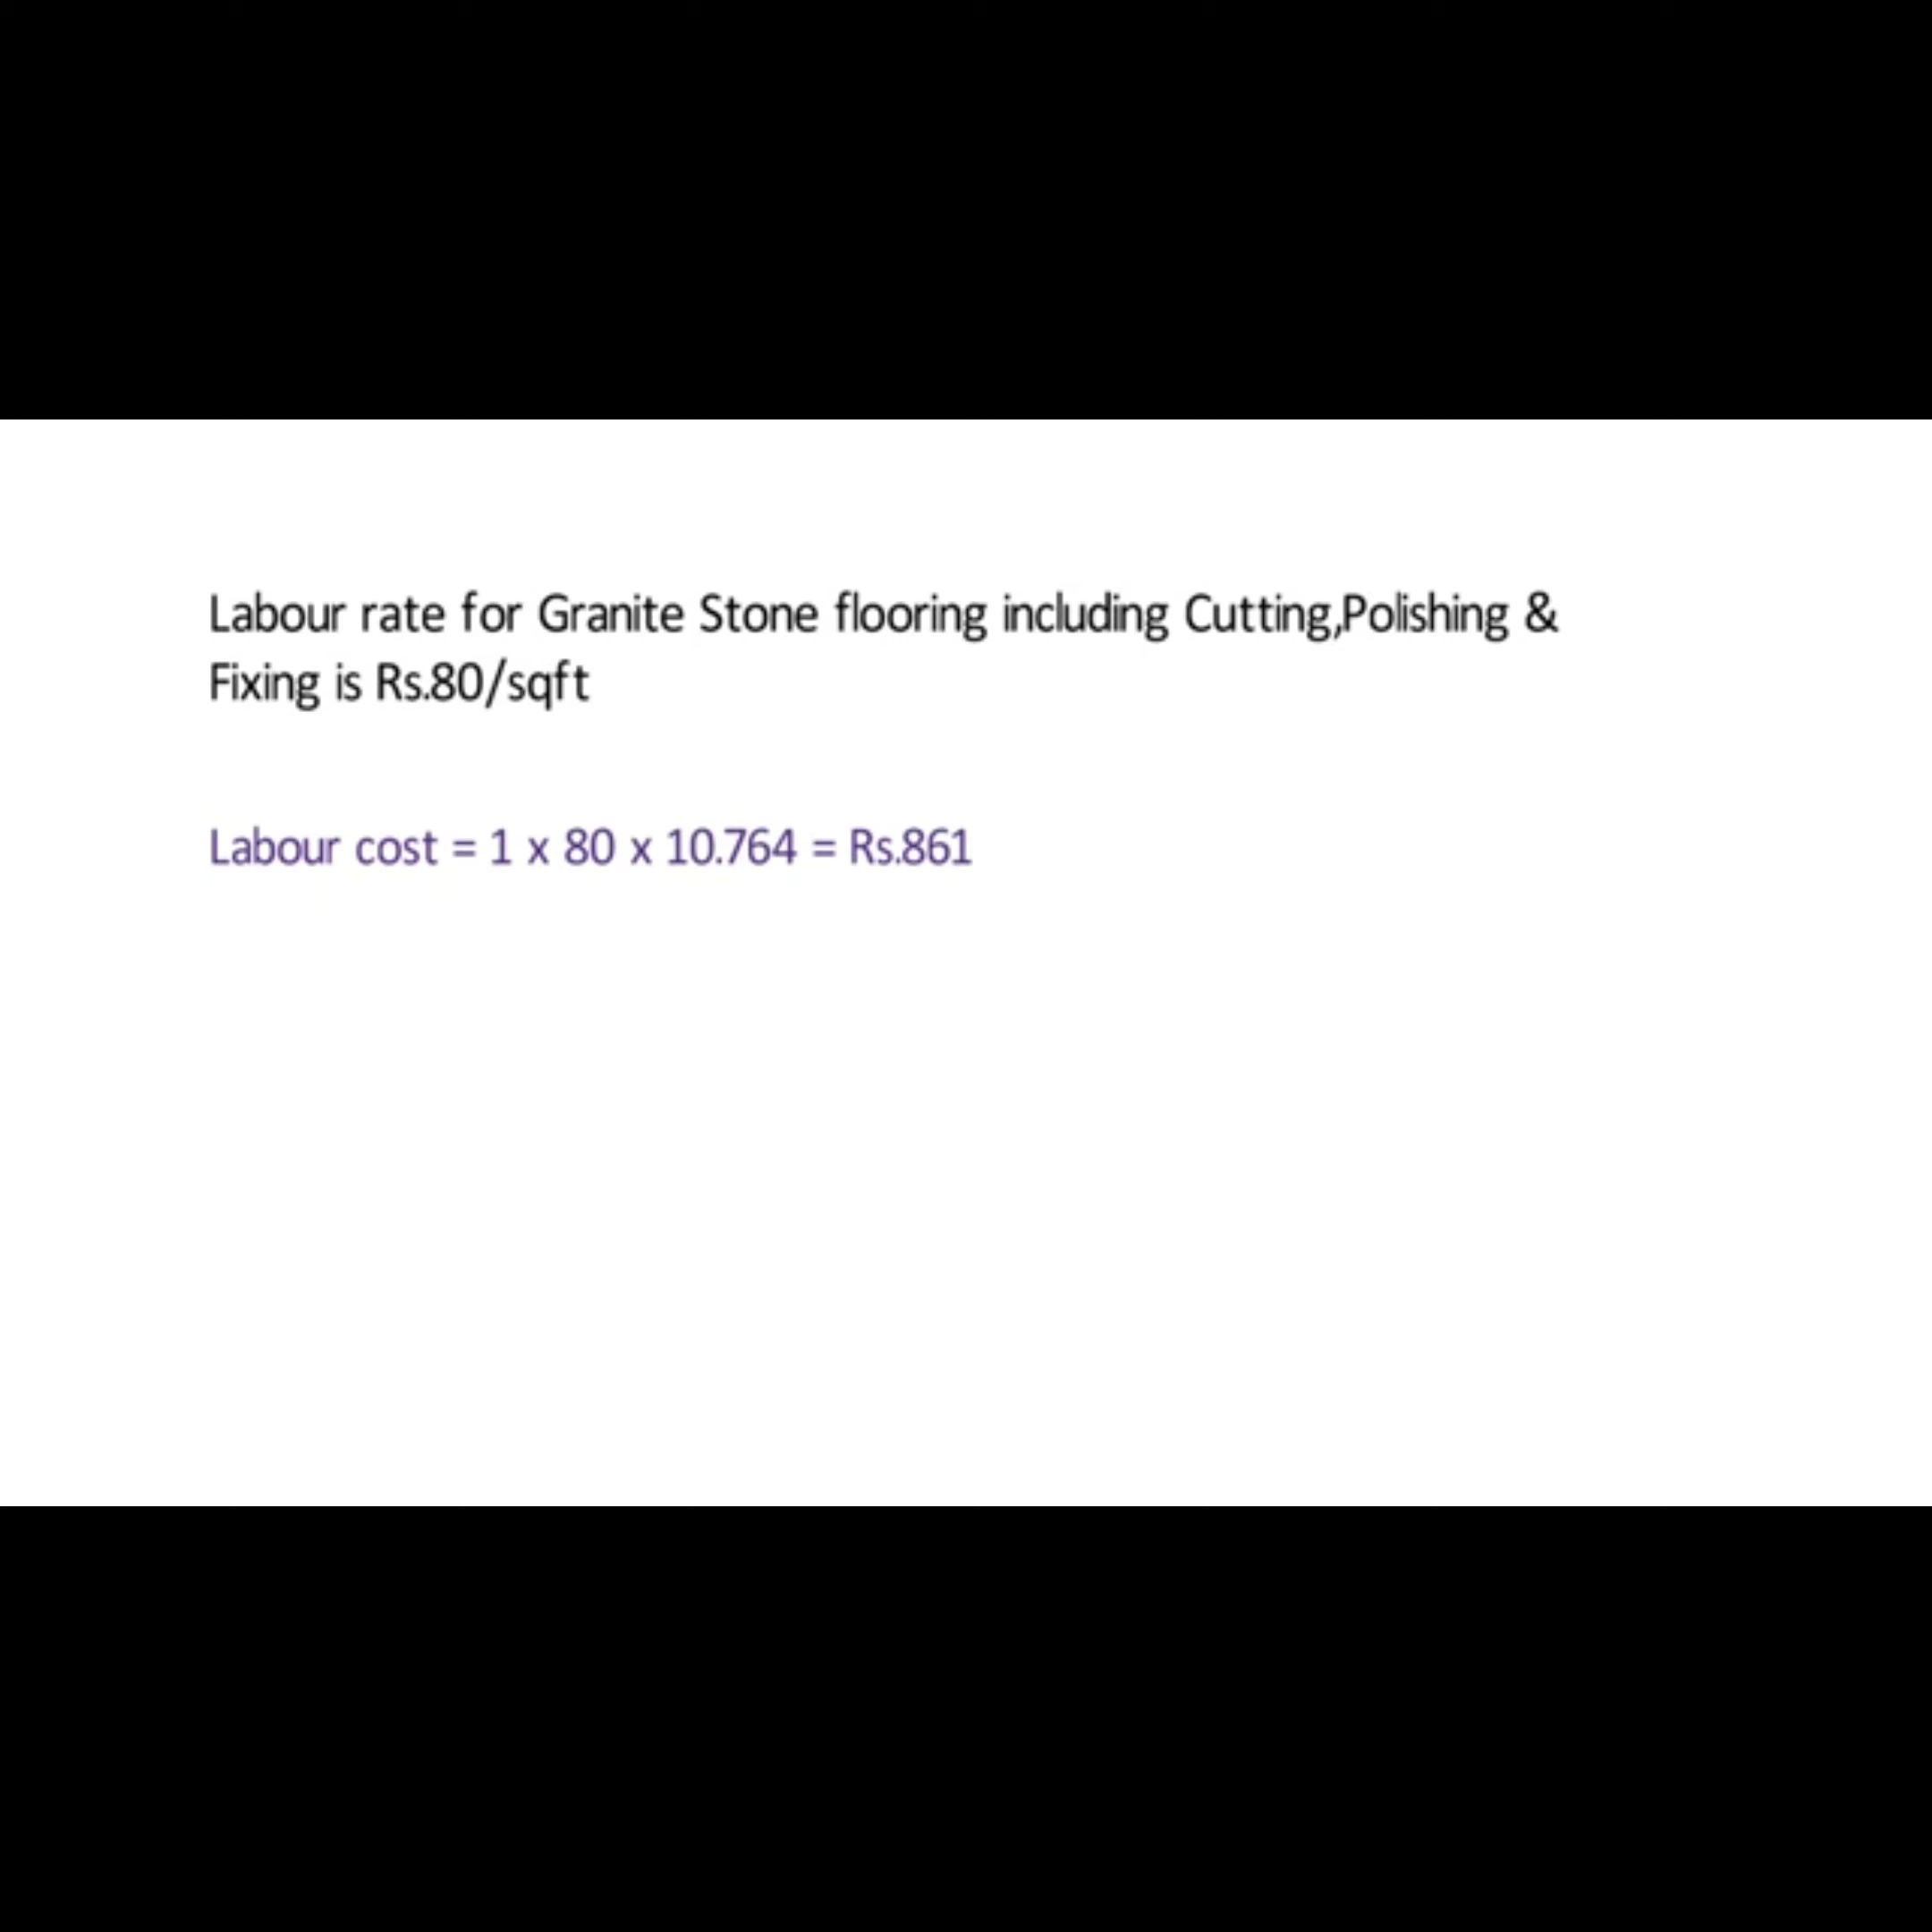 Labour rate for Granite Stone flooring including Cutting,Polishing &
Fixing is Rs.80/sqft
Labour cost = 1 x 80 x 10.764 = Rs.861